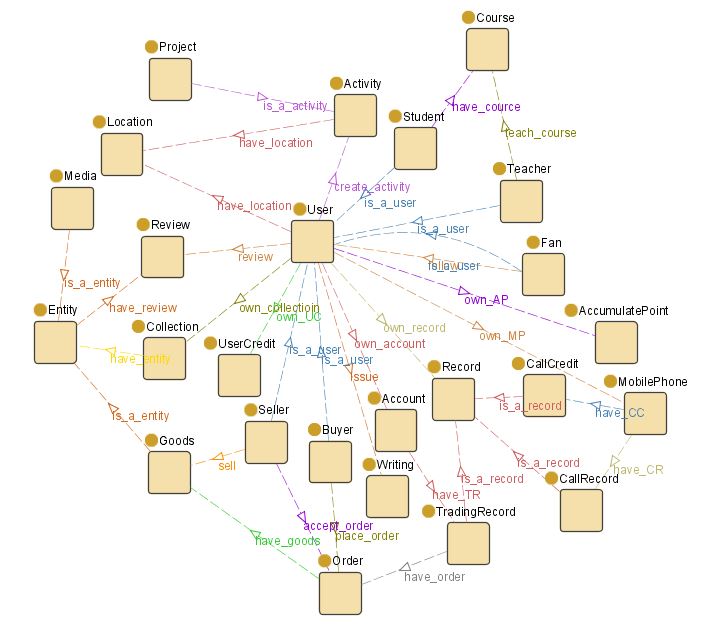 Course
Project
Activity
is_a_activity
have_cource
Student
Location
teach_course
have_location
Media
Teacher
create_activity
is_a_user
have_location
User
Review
is_a_user
Fan
review
is_a_user
is_a_entity
own_AP
have_review
own_collection
Entity
AccumulatePoint
own_UC
Collection
own_record
own_MP
UserCredit
own_account
have_entity
is_a_user
is_a_user
Record
CallCredit
issue
MobilePhone
Account
is_a_record
have_CC
Seller
is_a_entity
Buyer
Goods
Writing
sell
is_a_record
have_CR
is_a_record
CallRecord
have_TR
TradingRecord
accept_order
place_order
have_goods
Order
have_order